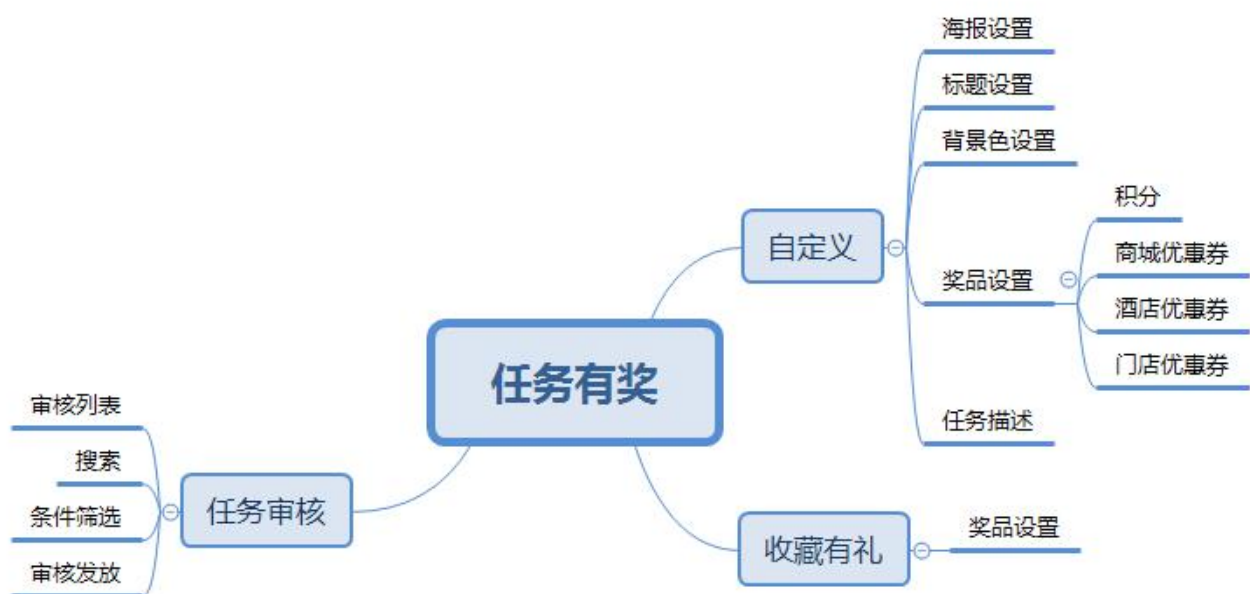 任务有奖
自定义
海报设置
标题设置
背景色设置
奖品设置
积分
商城优惠券
酒店优惠券
门店优惠券
任务描述
收藏有礼
奖品设置
任务审核
审核列表
搜索
条件筛选
审核发放